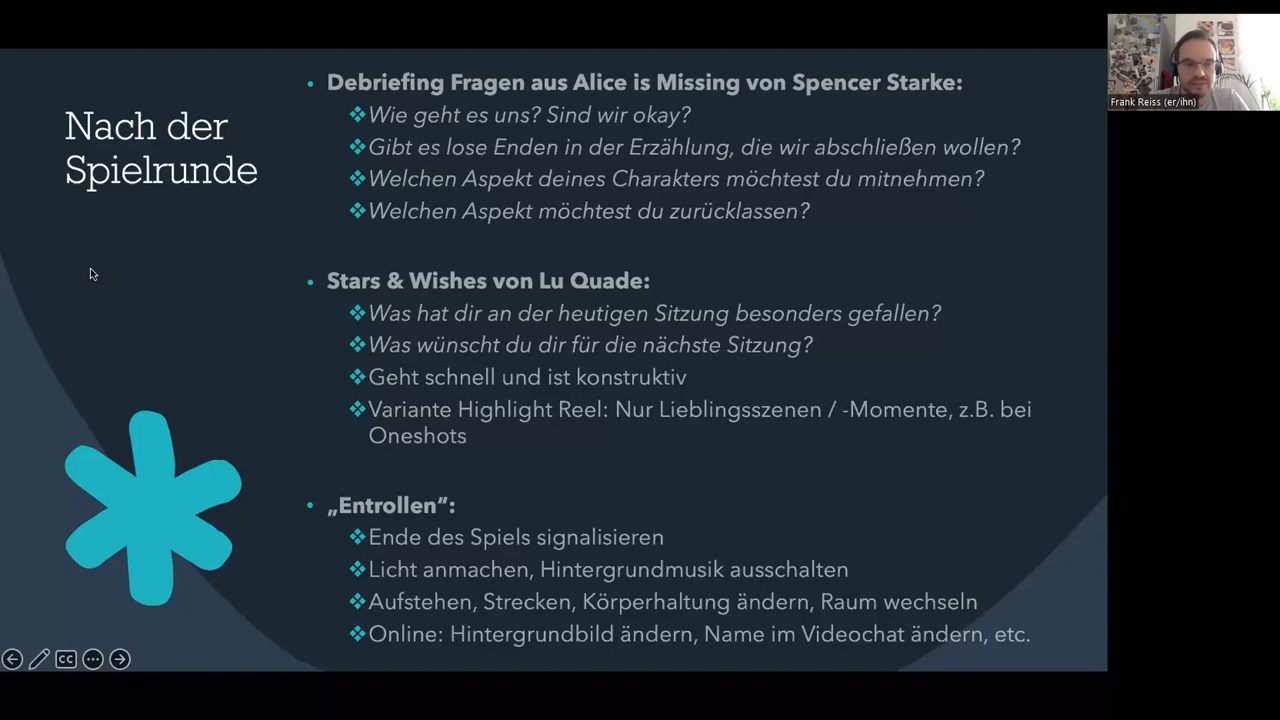 Nach der
Spielrunde
• Debriefing Fragen aus Alice is Missing von Spencer Starke:
❖Wie geht es uns? Sind wir okay?
❖Gibt es lose Enden in der Erzählung, die wir abschließen wollen?
❖Welchen Aspekt deines Charakters möchtest du mitnehmen?
❖Welchen Aspekt möchtest du zurücklassen?
• Stars & Wishes von Lu Quade:
❖Was hat dir an der heutigen Sitzung besonders gefallen?
❖Was wünscht du dir für die nächste Sitzung?
❖Geht schnell und ist konstruktiv
❖Variante Highlight Reel: Nur Lieblingsszenen / -Momente, z.B. bei
Oneshots
• „Entrollen“:
❖Ende des Spiels signalisieren
❖Licht anmachen, Hintergrundmusik ausschalten
❖Aufstehen, Strecken, Körperhaltung ändern, Raum wechseln
❖Online: Hintergrundbild ändern, Name im Videochat ändern, etc.
CC
Frank Reiss (er/ihn)